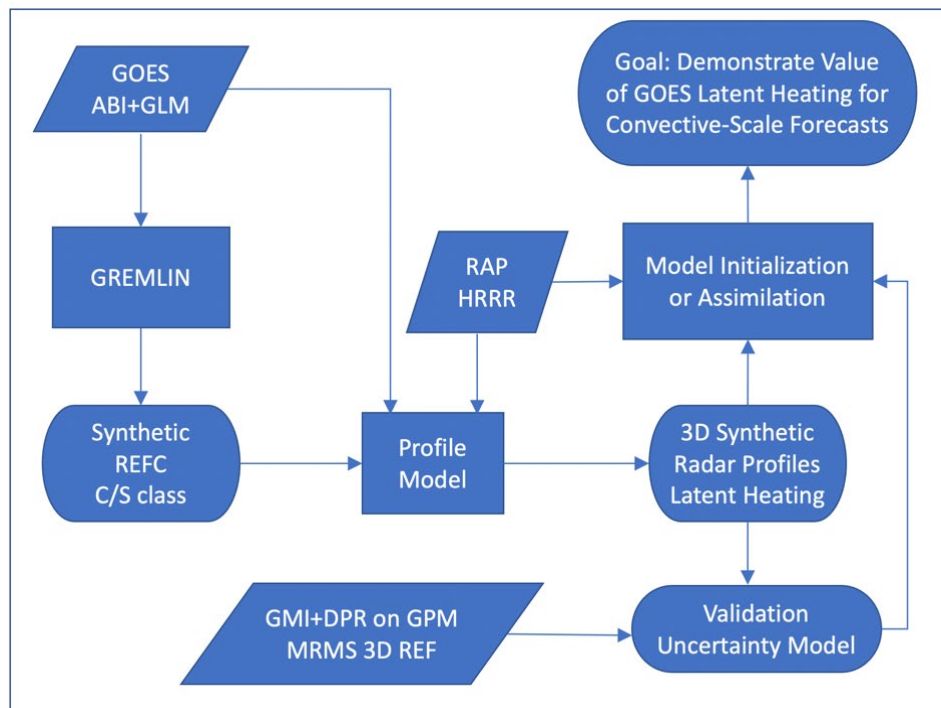 GOES
ABI+GLM
Goal: Demonstrate Value
of GOES Latent Heating for
Convective-Scale Forecasts
GREMLIN
RAP
HRRR
Model Initialization
or Assimilation
Synthetic
REFC
C/S class
Profile
Model
3D Synthetic
Radar Profiles
Latent Heating
GMI+DPR on GPM
MRMS 3D REF
Validation
Uncertainty Model